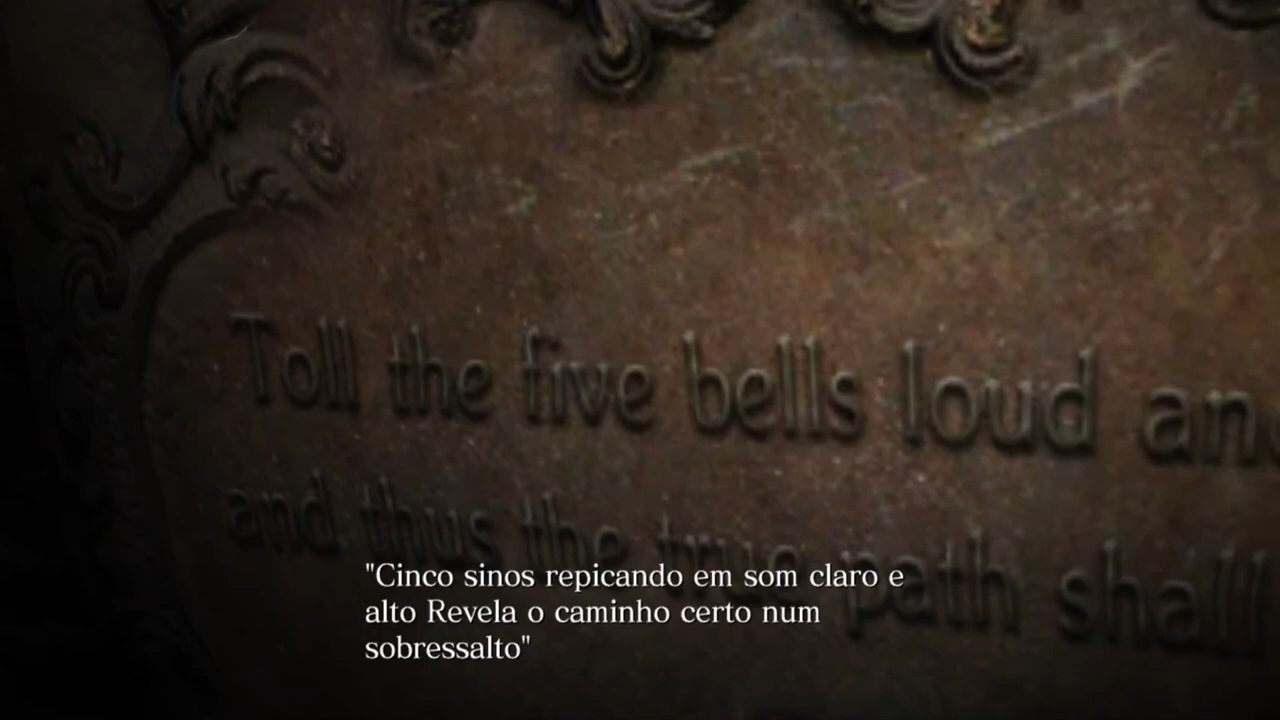 Toll the five bells loud an
and thus the true path shall
"Cinco sinos repicando em som claro e
alto Revela o caminho certo num
sobressalto"